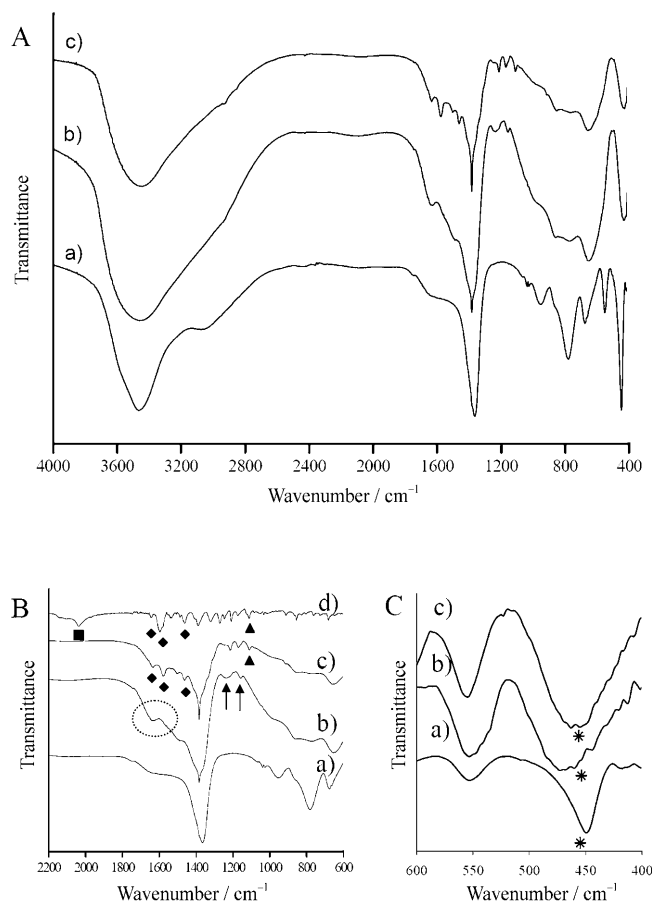 A
c)
b)
a)
Transmittance
4000 3600 3200 2800 2400 2000 1600 1200 800 400
Wavenumber / cm⁻¹
B
d)
c)
b)
a)
Transmittance
2200 2000 1800 1600 1400 1200 1000 800 600
Wavenumber / cm⁻¹
C
c)
b)
a)
Transmittance
600 550 500 450 400
Wavenumber / cm⁻¹